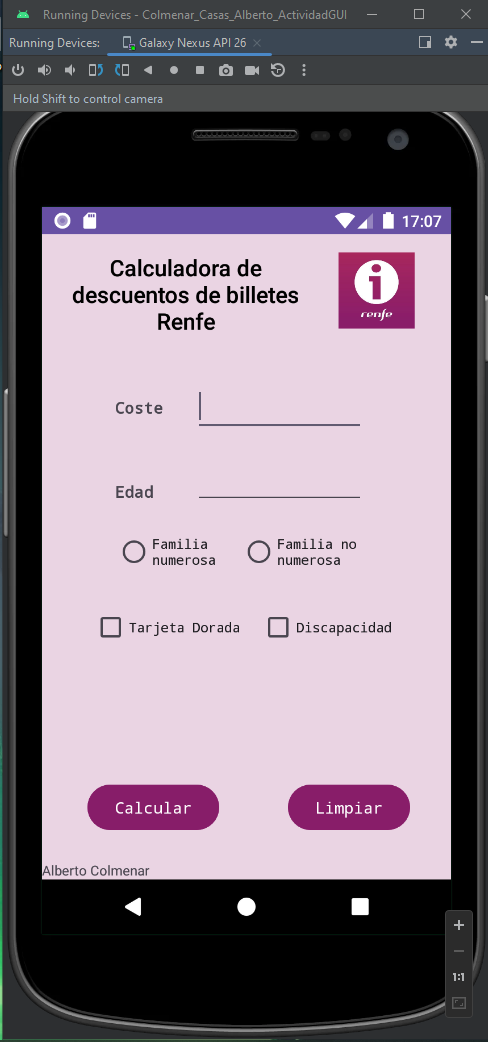 Running Devices - Colmenar_Casas_Alberto_ActividadGUI
Running Devices: Galaxy Nexus API 26
Hold Shift to control camera
17:07
Calculadora de
descuentos de billetes
Renfe
i
renfe
Coste
Edad
Familia
numerosa
Familia no
numerosa
Tarjeta Dorada
Discapacidad
Calcular
Limpiar
Alberto Colmenar
1:1